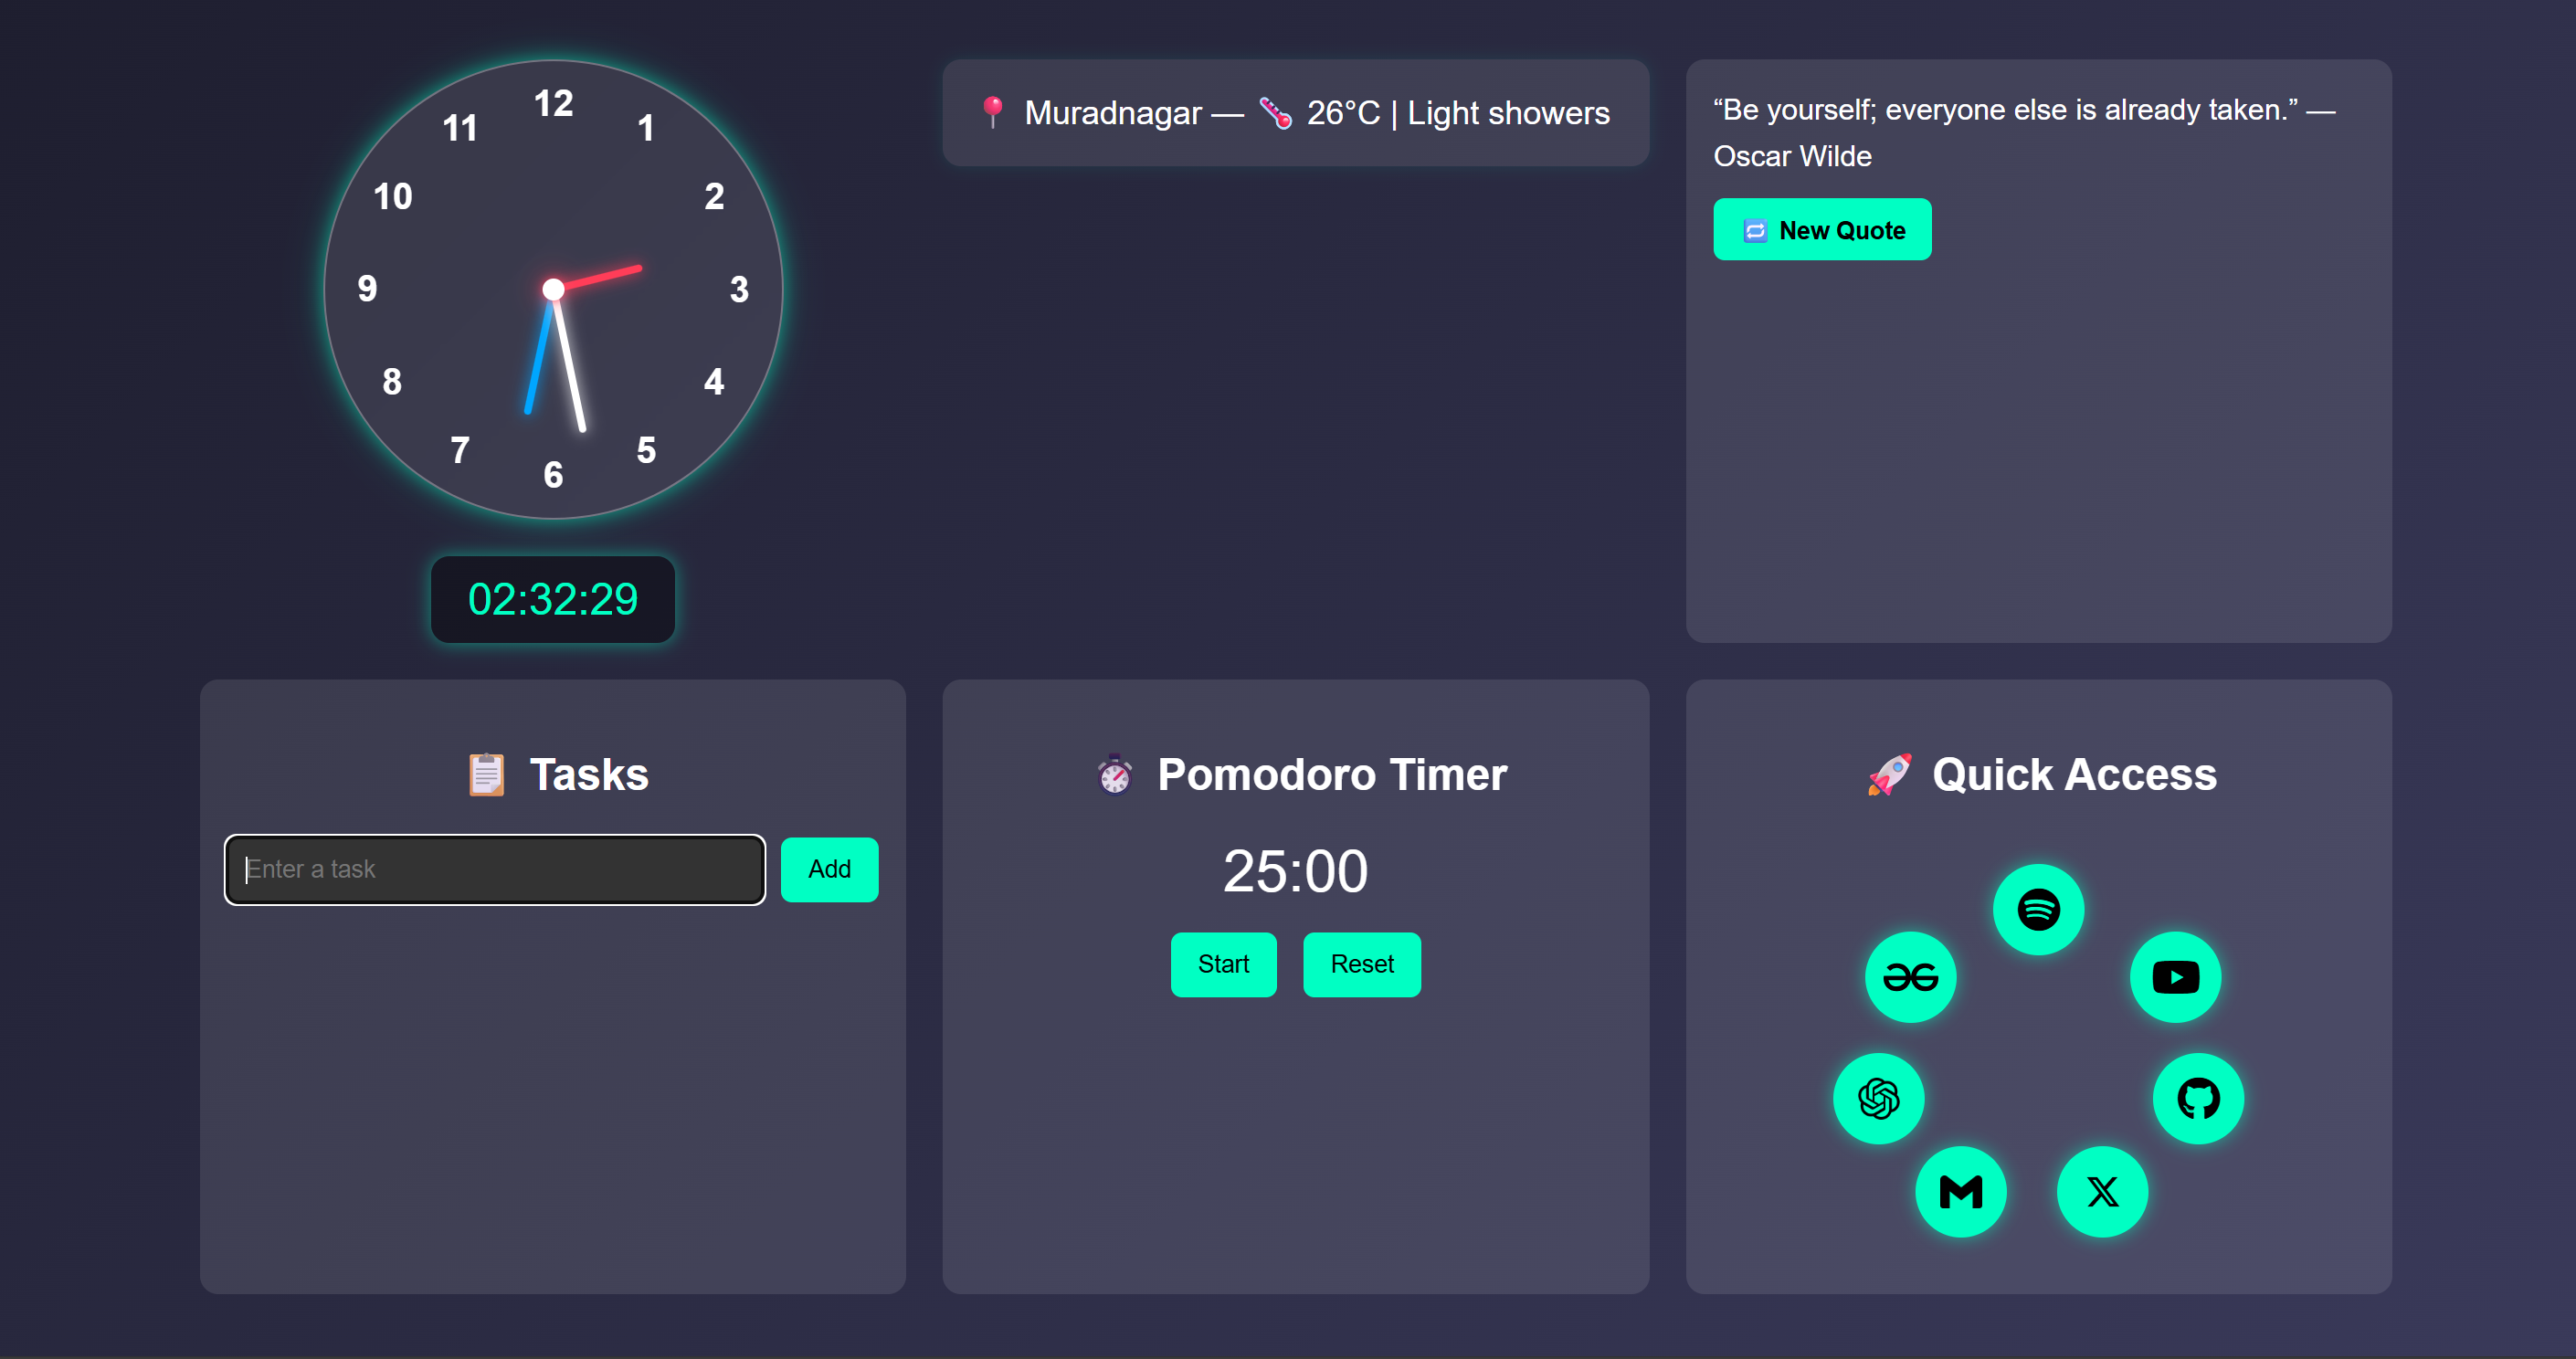 12
1
2
3
4
5
6
7
8
9
10
11
02:32:29
📍 Muradnagar — 🌡️ 26°C | Light showers
“Be yourself; everyone else is already taken.” —
Oscar Wilde
🔁 New Quote
📋 Tasks
Enter a task
Add
⏱️ Pomodoro Timer
25:00
Start
Reset
🚀 Quick Access